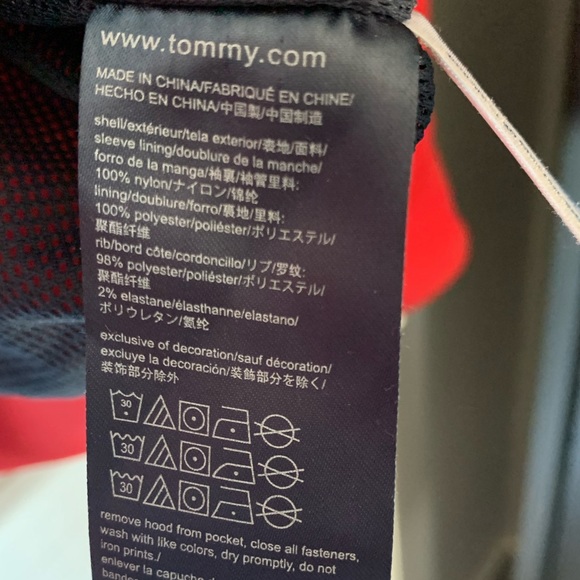 www.tommy.com
MADE IN CHINA/FABRIQUÉ EN CHINE/
HECHO EN CHINA/中国製/中国制造
shell/extérieur/tela exterior/表地/面料/
sleeve lining/doublure de la manche/
forro de la manga/袖裏/袖管里料:
100% nylon/ナイロン/锦纶
lining/doublure/forro/裏地/里料:
100% polyester/poliéster/ポリエステル/
聚酯纤维
rib/bord côte/cordoncillo/リブ/罗纹:
98% polyester/poliéster/ポリエステル/
聚酯纤维
2% elastane/élasthanne/elastano/
ポリウレタン/氨纶
exclusive of decoration/sauf décoration/
excluye la decoración/装飾部分を除く/
装饰部分除外
30
30
30
remove hood from pocket, close all fasteners,
wash with like colors, dry promptly, do not
iron prints./
enlever la capuche